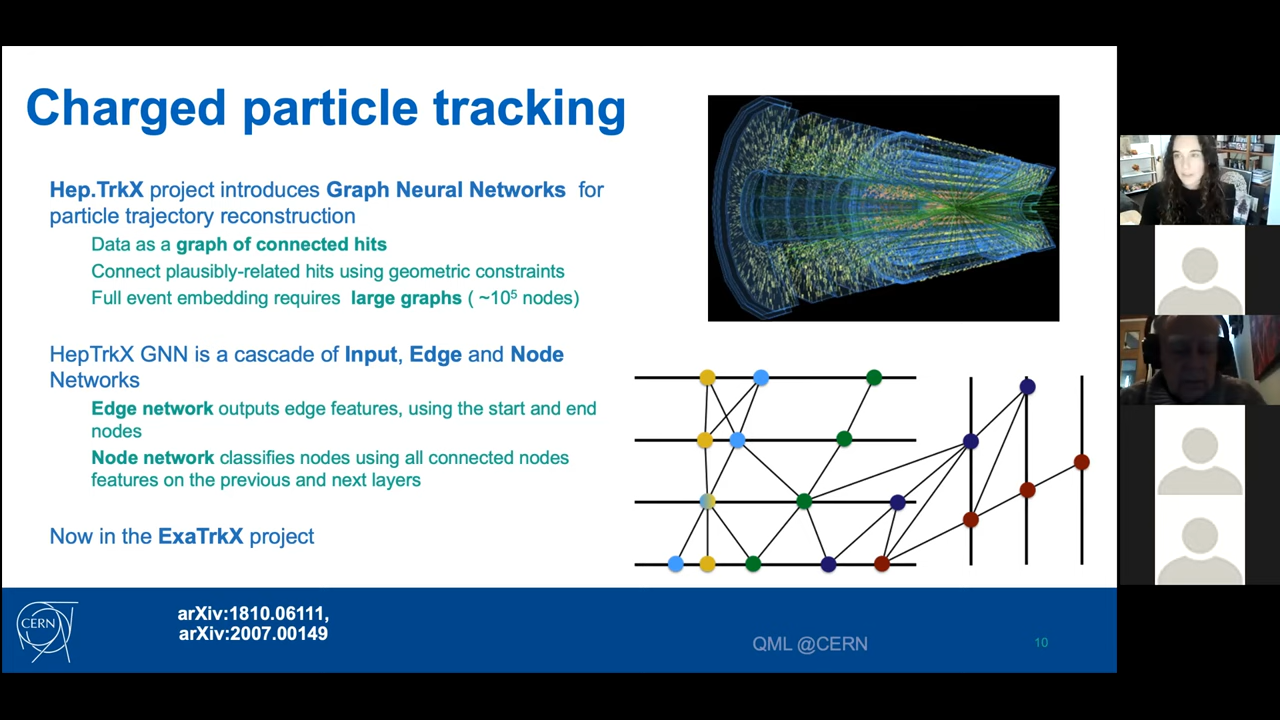 Charged particle tracking
Hep.TrkX project introduces Graph Neural Networks for
particle trajectory reconstruction
Data as a graph of connected hits
Connect plausibly-related hits using geometric constraints
Full event embedding requires large graphs ( ~10⁵ nodes)
HepTrkX GNN is a cascade of Input, Edge and Node
Networks
Edge network outputs edge features, using the start and end
nodes
Node network classifies nodes using all connected nodes
features on the previous and next layers
Now in the ExaTrkX project
CERN
arXiv:1810.06111,
arXiv:2007.00149
QML @CERN
10